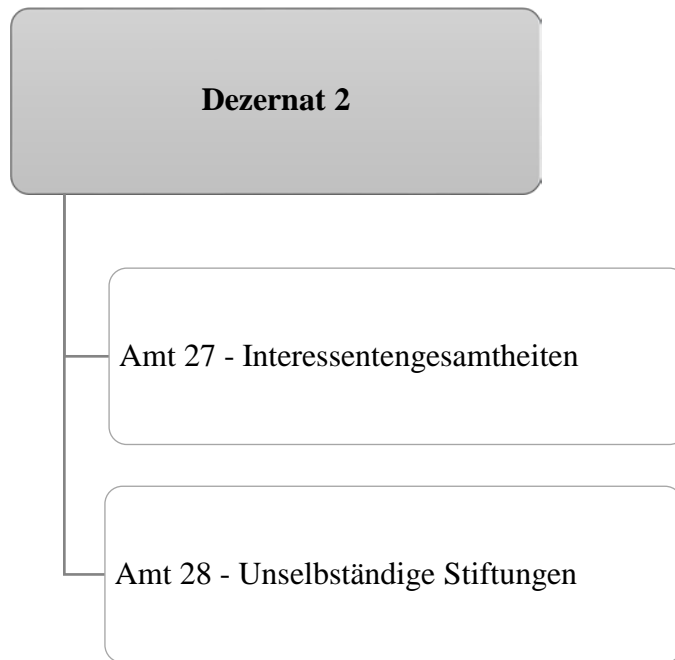 Dezernat 2
Amt 27 - Interessentengesamtheiten
Amt 28 - Unselbständige Stiftungen